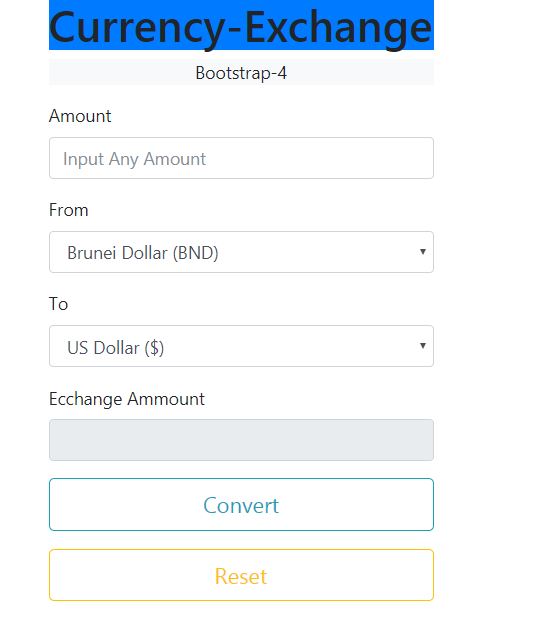 Currency-Exchange
Bootstrap-4
Amount
Input Any Amount
From
Brunei Dollar (BND)
To
US Dollar ($)
Ecchange Ammount
Convert
Reset